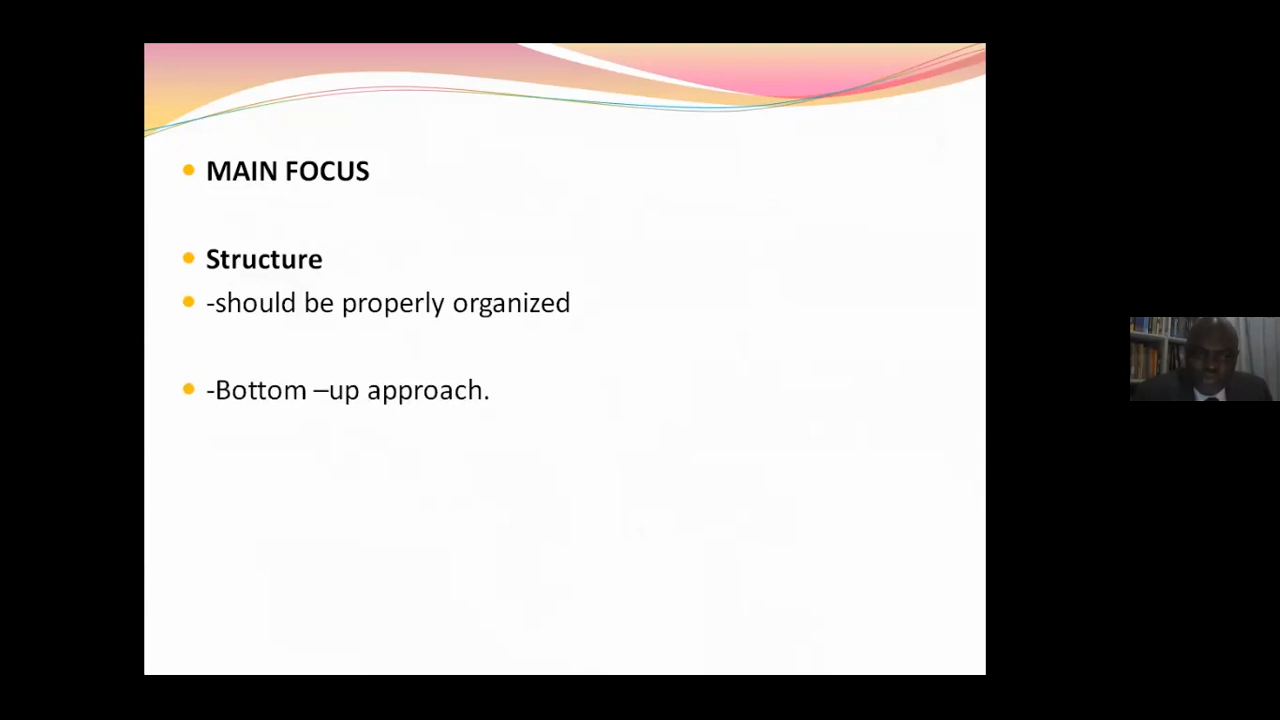 MAIN FOCUS
Structure
-should be properly organized
-Bottom –up approach.